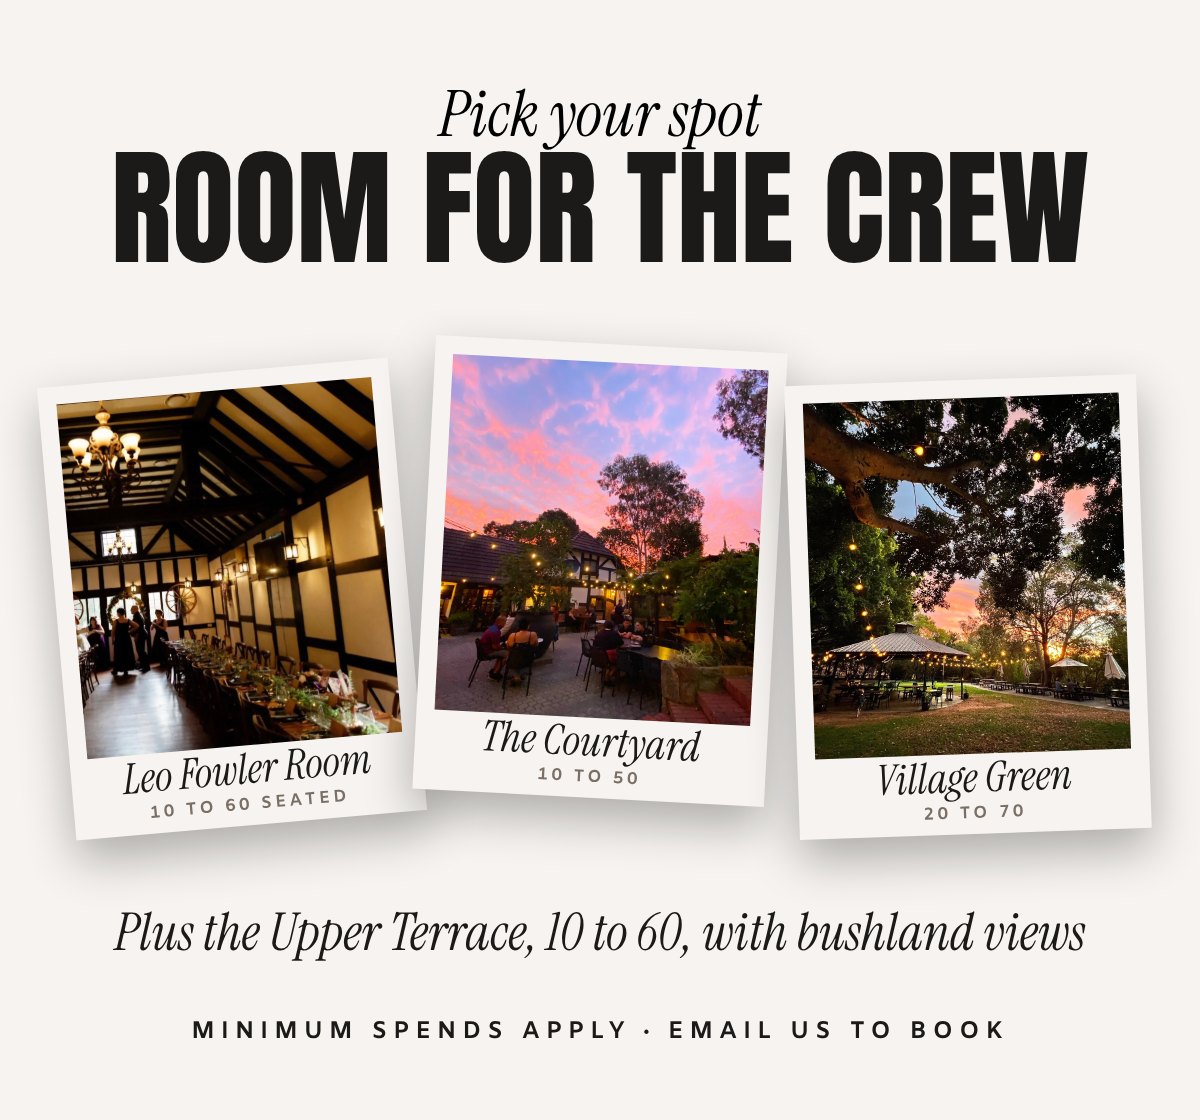 Pick your spot
ROOM FOR THE CREW
Leo Fowler Room
10 TO 60 SEATED
The Courtyard
10 TO 50
Village Green
20 TO 70
Plus the Upper Terrace, 10 to 60, with bushland views
MINIMUM SPENDS APPLY · EMAIL US TO BOOK